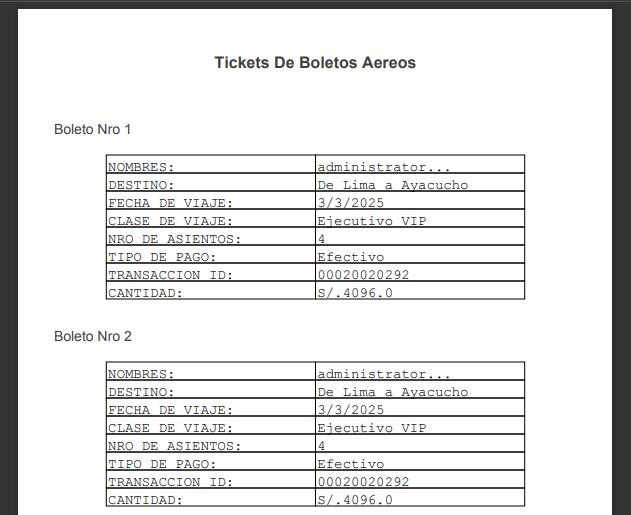 Tickets De Boletos Aereos
Boleto Nro 1
NOMBRES: administrator...
DESTINO: De Lima a Ayacucho
FECHA DE VIAJE: 3/3/2025
CLASE DE VIAJE: Ejecutivo VIP
NRO DE ASIENTOS: 4
TIPO DE PAGO: Efectivo
TRANSACCION ID: 00020020292
CANTIDAD: S/.4096.0
Boleto Nro 2
NOMBRES: administrator...
DESTINO: De Lima a Ayacucho
FECHA DE VIAJE: 3/3/2025
CLASE DE VIAJE: Ejecutivo VIP
NRO DE ASIENTOS: 4
TIPO DE PAGO: Efectivo
TRANSACCION ID: 00020020292
CANTIDAD: S/.4096.0